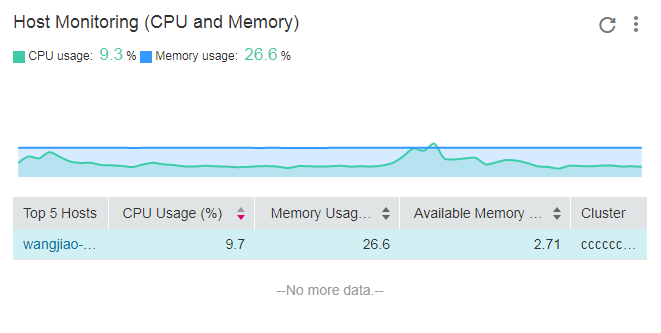 Host Monitoring (CPU and Memory)
CPU usage: 9.3 % Memory usage: 26.6 %
Top 5 Hosts CPU Usage (%) Memory Usag... Available Memory ... Cluster
wangjiao-... 9.7 26.6 2.71 cccccc...
--No more data.--